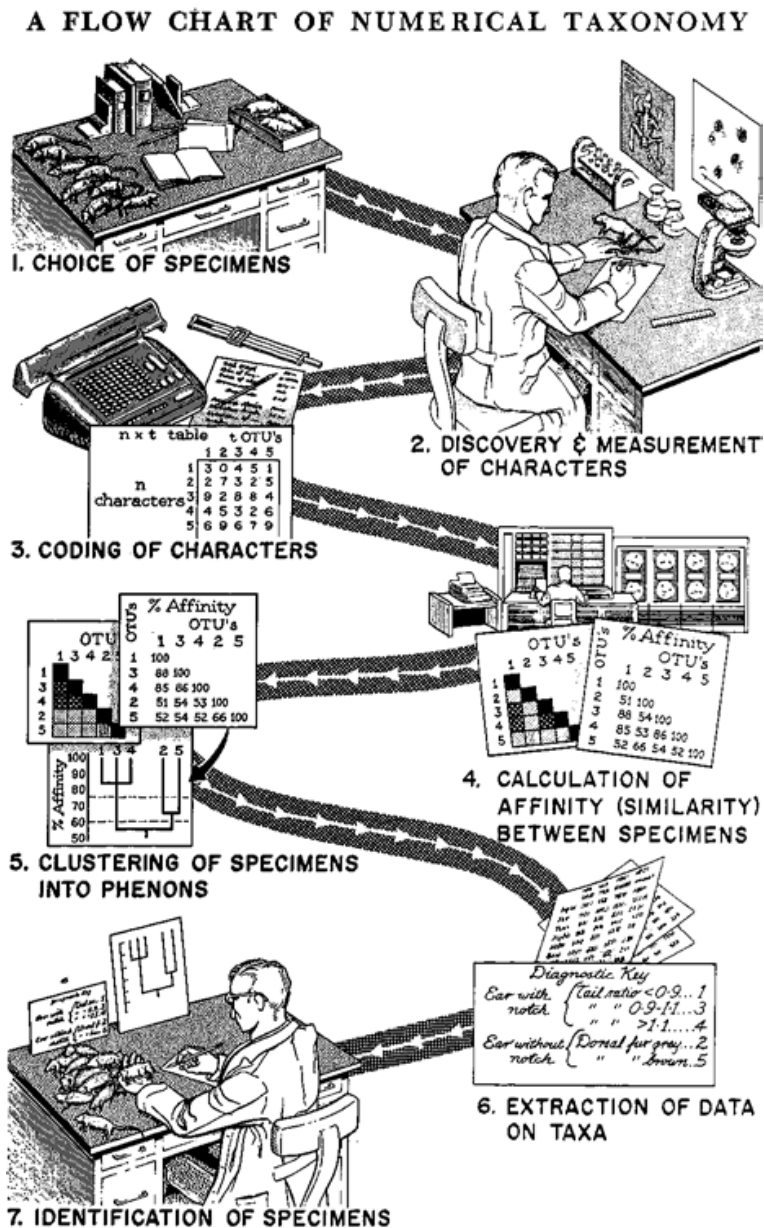 A FLOW CHART OF NUMERICAL TAXONOMY
1. CHOICE OF SPECIMENS
2. DISCOVERY & MEASUREMENT
OF CHARACTERS
n x t table t OTU's
1 2 3 4 5
n
characters
1 3 0 4 5 1
2 2 7 3 2 5
3 9 2 8 8 4
4 4 5 3 2 6
5 6 9 6 7 9
3. CODING OF CHARACTERS
OTU's
1 2 3 4 5
1
2
3
4
5
% Affinity
OTU's
1 2 3 4 5
OTU's
1 100
2 51 100
3 88 54 100
4 85 53 86 100
5 52 66 54 52 100
4. CALCULATION OF
AFFINITY (SIMILARITY)
BETWEEN SPECIMENS
OTU
1 3 4 2
1
3
4
2
5
% Affinity
OTU's
OTU's
1 3 4 2 5
1 100
3 88 100
4 85 86 100
2 51 54 53 100
5 52 54 52 66 100
1 3 4 2 5
% Affinity
100
90
80
70
60
50
5. CLUSTERING OF SPECIMENS
INTO PHENONS
Diagnostic Key
Ear with notch { Tail ratio <0·9...1
" " 0·9-1·1....3
" " >1·1.....4
Ear without notch { Dorsal fur grey...2
" " brown..5
6. EXTRACTION OF DATA
ON TAXA
7. IDENTIFICATION OF SPECIMENS